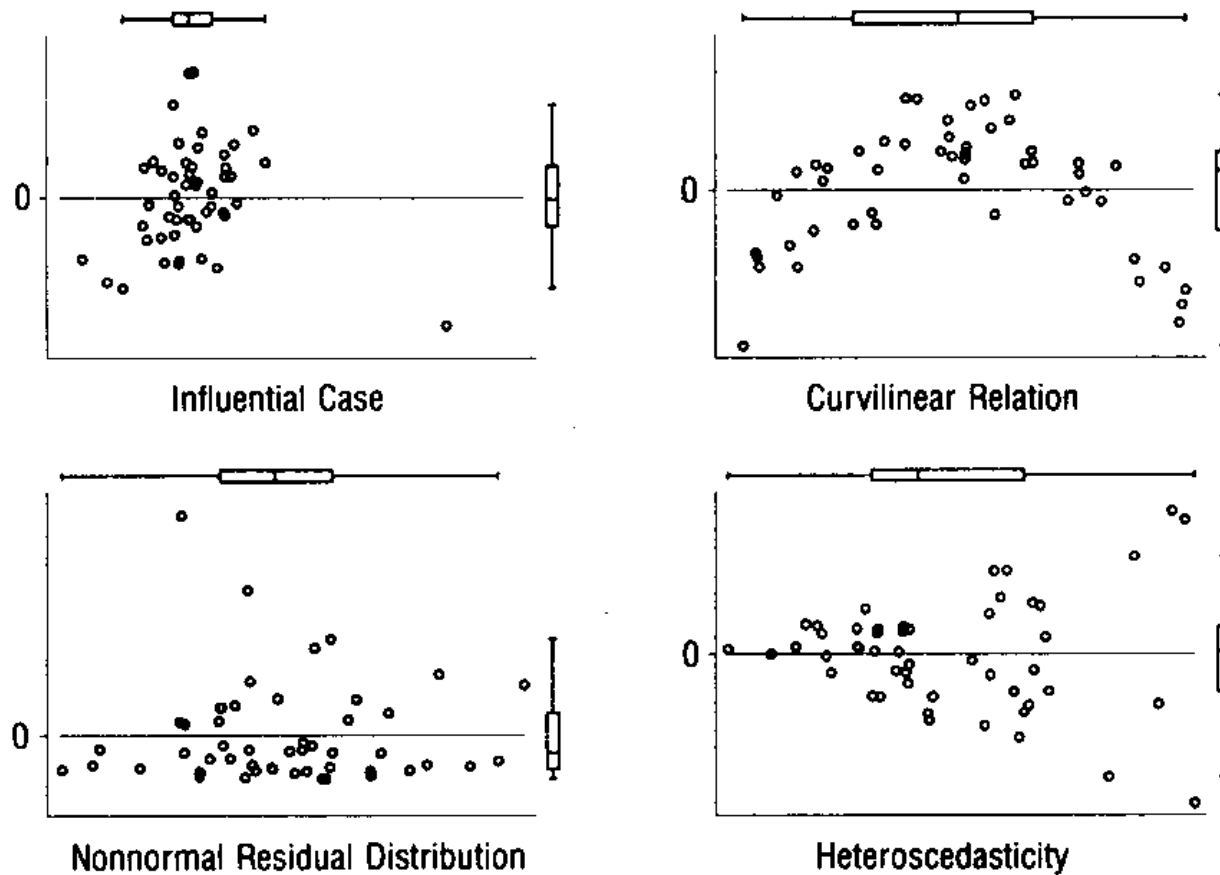 0
0
Influential Case
Curvilinear Relation
0
0
Nonnormal Residual Distribution
Heteroscedasticity